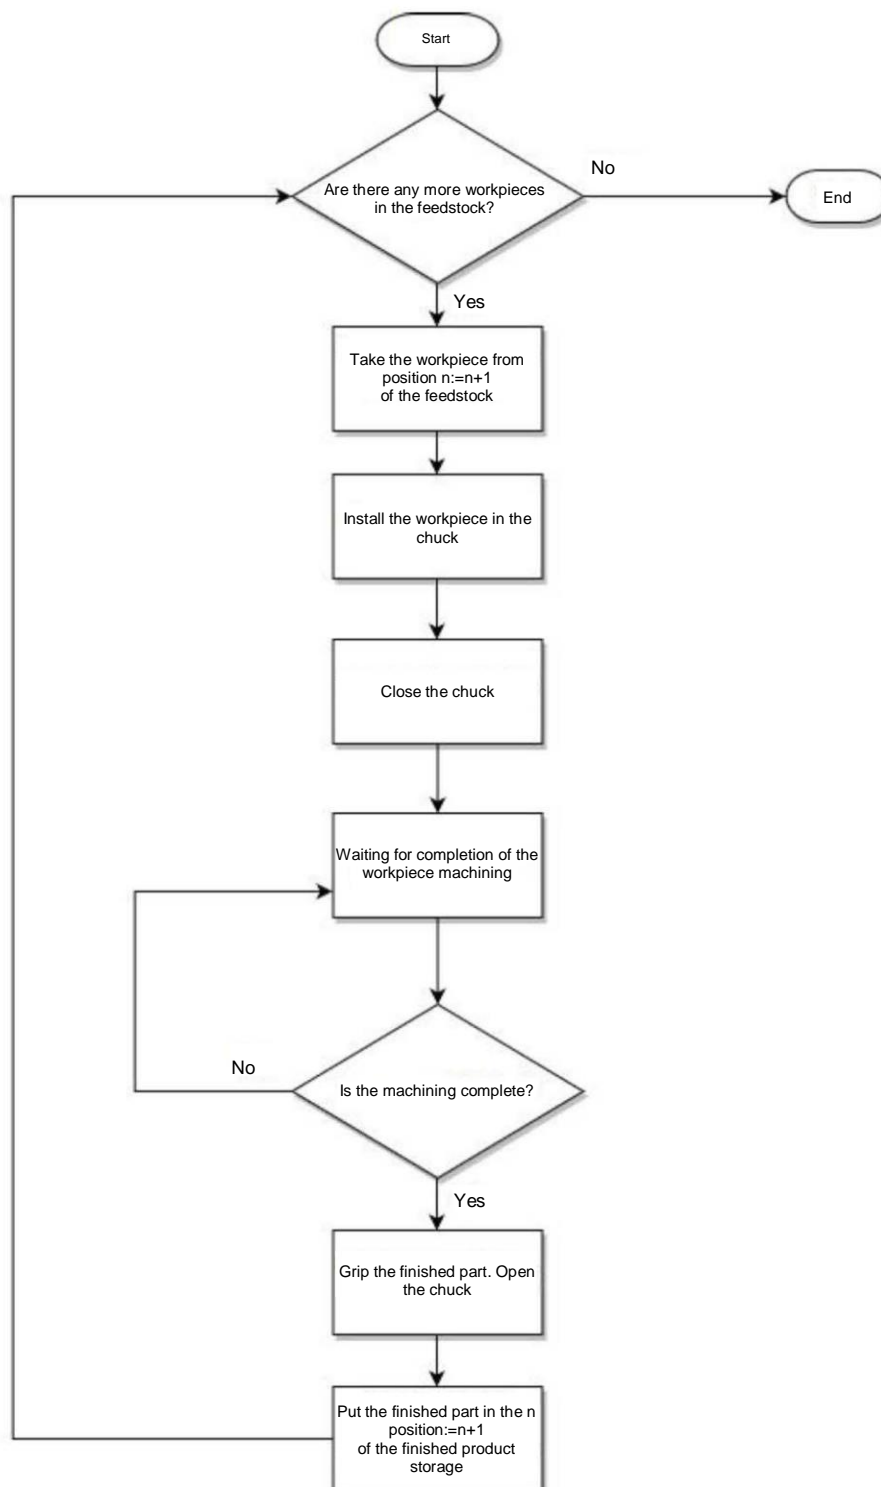 Start
Are there any more workpieces
in the feedstock?
No
End
Yes
Take the workpiece from
position n:=n+1
of the feedstock
Install the workpiece in the
chuck
Close the chuck
Waiting for completion of the
workpiece machining
No
Is the machining complete?
Yes
Grip the finished part. Open
the chuck
Put the finished part in the n
position:=n+1
of the finished product
storage